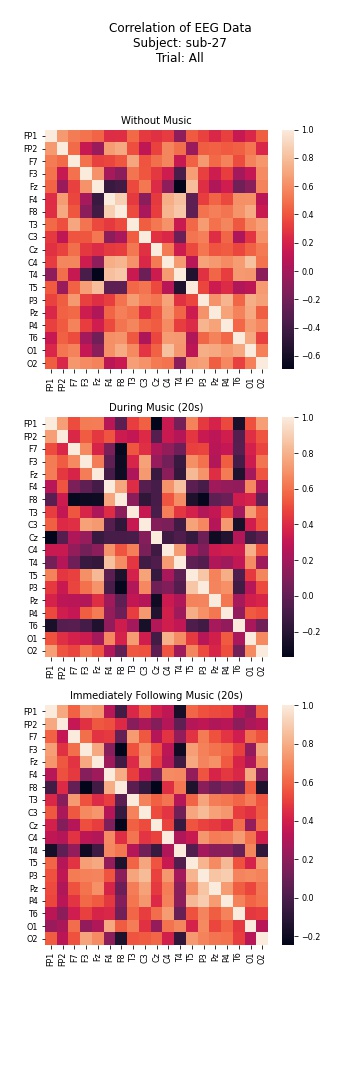 Correlation of EEG Data
Subject: sub-27
Trial: All
Without Music
FP1
FP2
F7
F3
Fz
F4
F8
T3
C3
Cz
C4
T4
T5
P3
Pz
P4
T6
O1
O2
FP1 FP2 F7 F3 Fz F4 F8 T3 C3 Cz C4 T4 T5 P3 Pz P4 T6 O1 O2
1.0
0.8
0.6
0.4
0.2
0.0
−0.2
−0.4
−0.6
During Music (20s)
FP1
FP2
F7
F3
Fz
F4
F8
T3
C3
Cz
C4
T4
T5
P3
Pz
P4
T6
O1
O2
FP1 FP2 F7 F3 Fz F4 F8 T3 C3 Cz C4 T4 T5 P3 Pz P4 T6 O1 O2
1.0
0.8
0.6
0.4
0.2
0.0
−0.2
Immediately Following Music (20s)
FP1
FP2
F7
F3
Fz
F4
F8
T3
C3
Cz
C4
T4
T5
P3
Pz
P4
T6
O1
O2
FP1 FP2 F7 F3 Fz F4 F8 T3 C3 Cz C4 T4 T5 P3 Pz P4 T6 O1 O2
1.0
0.8
0.6
0.4
0.2
0.0
−0.2